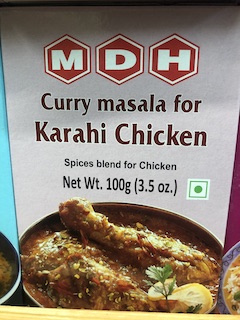 MDH
Curry masala for
Karahi Chicken
Spices blend for Chicken
Net Wt. 100g (3.5 oz.)